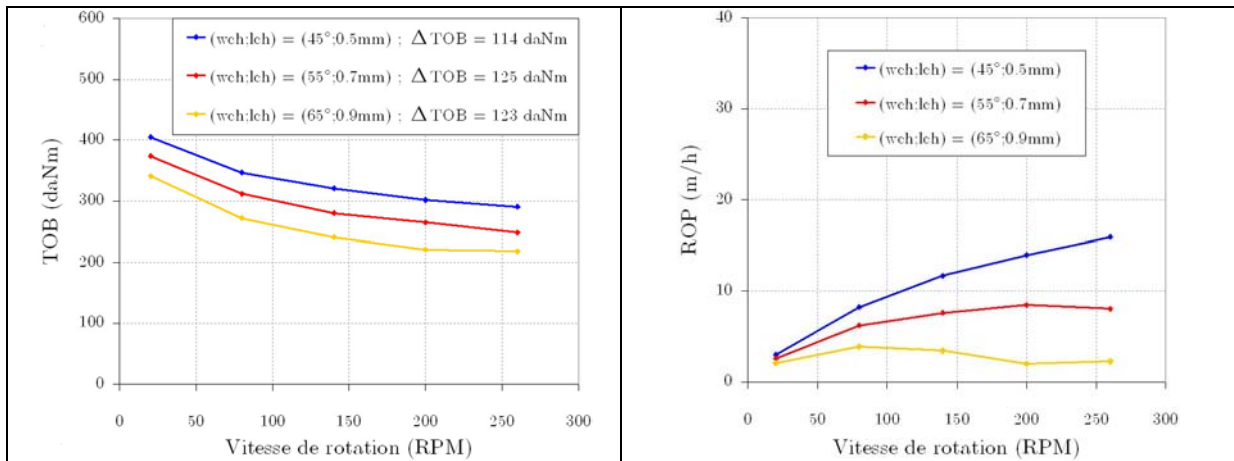 600
500
400
300
200
100
0
TOB (daNm)
(wch;lch) = (45°;0.5mm) ; Δ TOB = 114 daNm
(wch;lch) = (55°;0.7mm) ; Δ TOB = 125 daNm
(wch;lch) = (65°;0.9mm) ; Δ TOB = 123 daNm
0 50 100 150 200 250 300
Vitesse de rotation (RPM)
40
30
20
10
0
ROP (m/h)
(wch;lch) = (45°;0.5mm)
(wch;lch) = (55°;0.7mm)
(wch;lch) = (65°;0.9mm)
0 50 100 150 200 250 300
Vitesse de rotation (RPM)